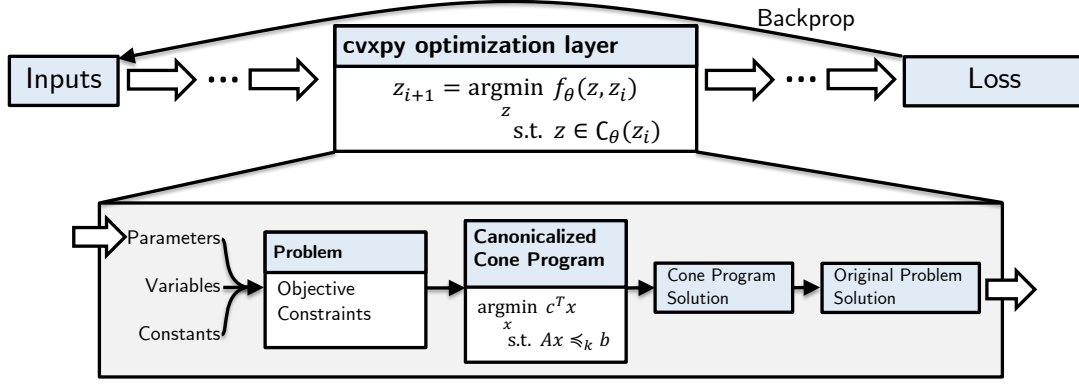 Backprop
Inputs
...
cvxpy optimization layer
z_{i+1} = argmin f_θ(z, z_i)
z
s.t. z ∈ C_θ(z_i)
...
Loss
Parameters
Variables
Constants
Problem
Objective
Constraints
Canonicalized
Cone Program
argmin c^T x
x
s.t. Ax ≼_k b
Cone Program
Solution
Original Problem
Solution